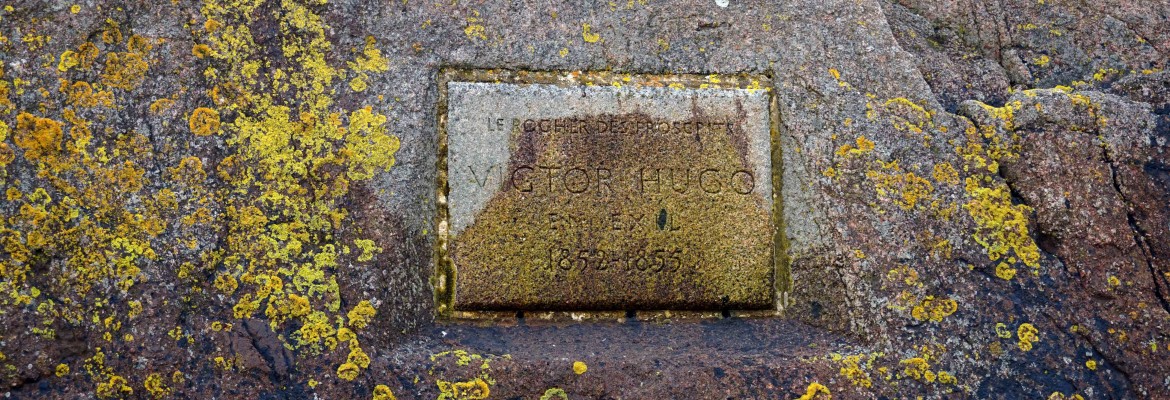 LE ROCHER DES PROSCRITS
VICTOR HUGO
EN EXIL
1852-1855